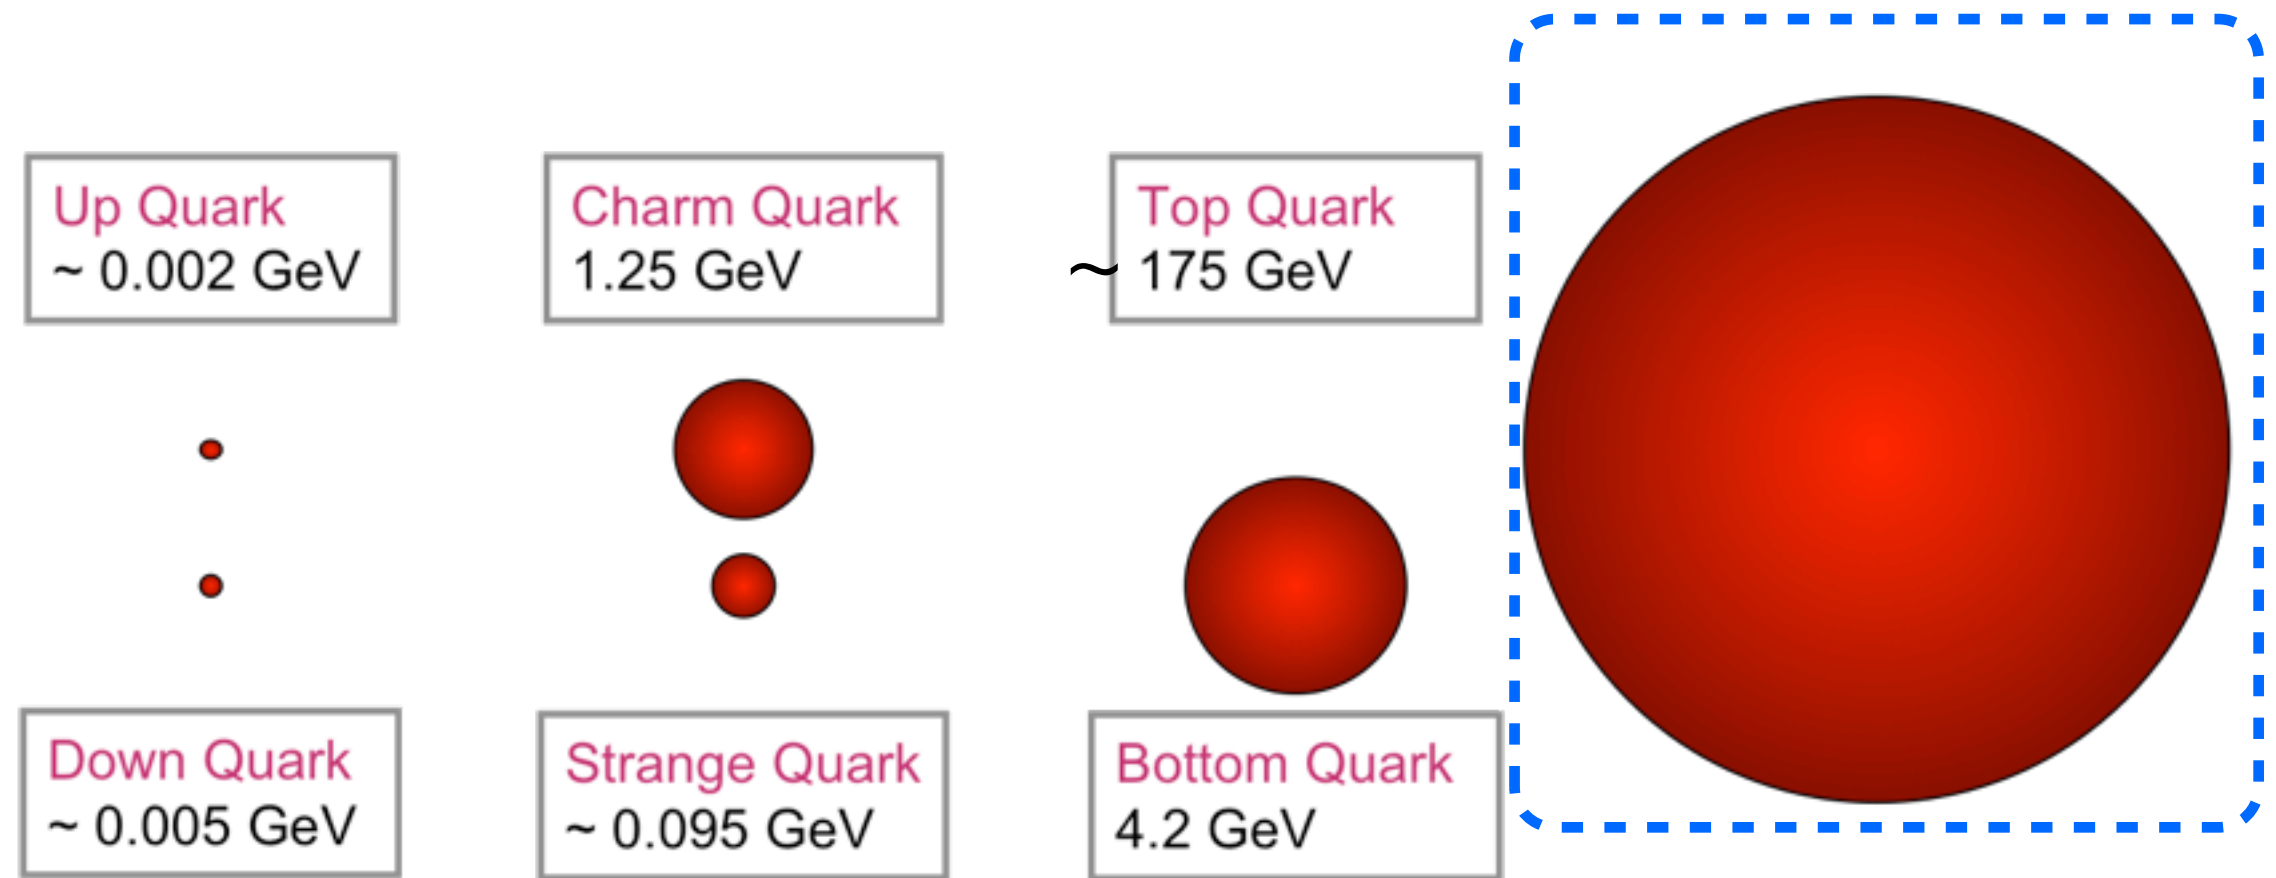 Up Quark
~ 0.002 GeV
Charm Quark
1.25 GeV
Top Quark
~ 175 GeV
Down Quark
~ 0.005 GeV
Strange Quark
~ 0.095 GeV
Bottom Quark
4.2 GeV